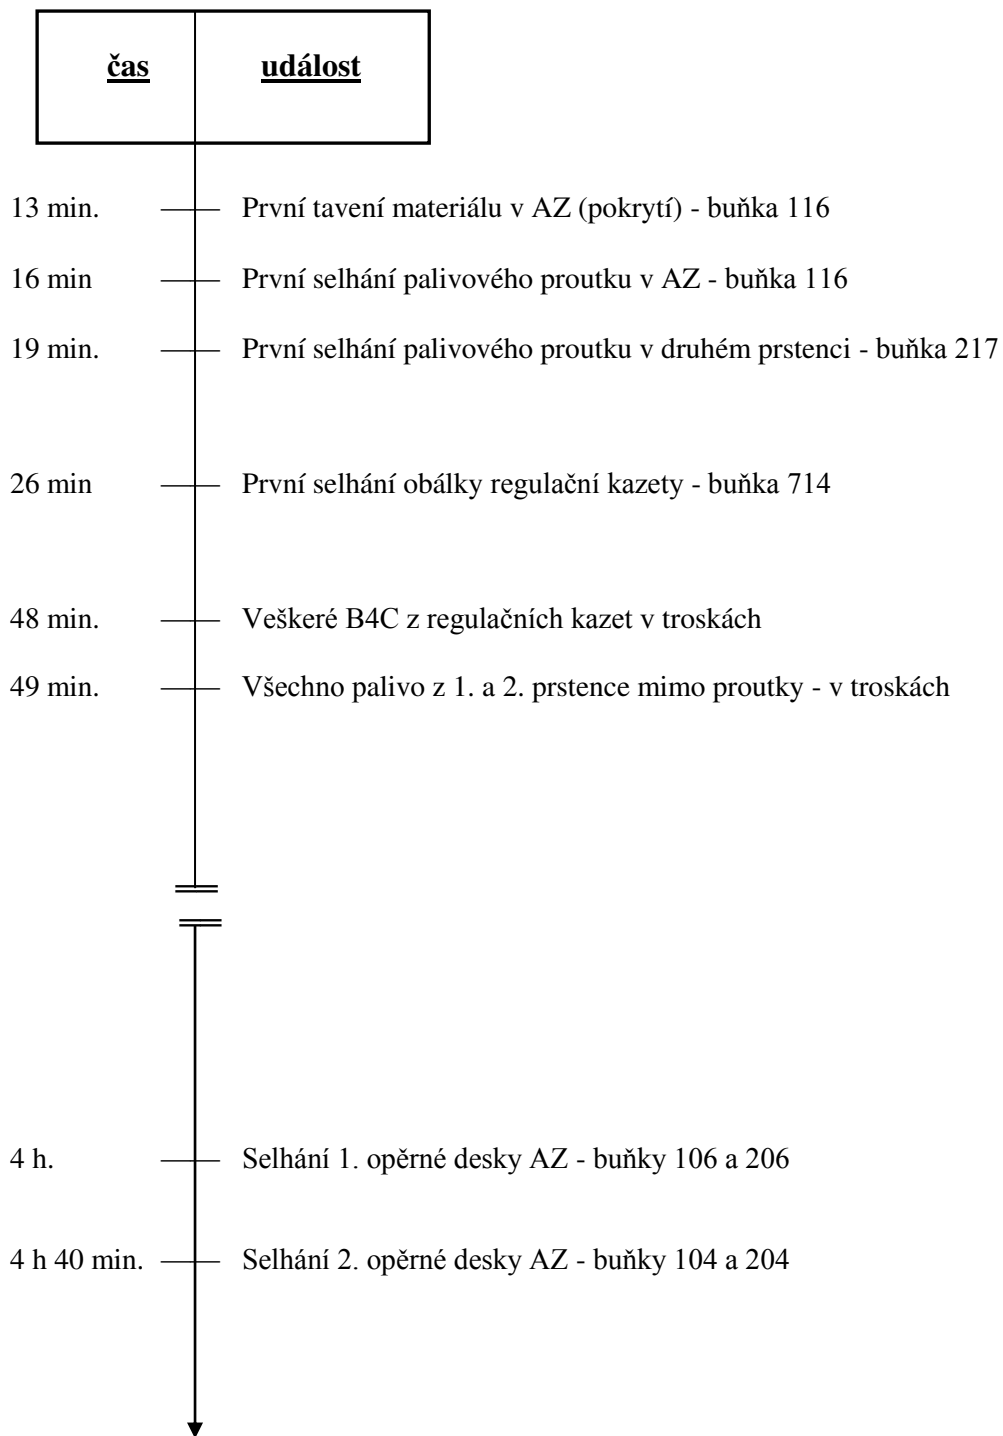 čas událost
13 min. První tavení materiálu v AZ (pokrytí) - buňka 116
16 min První selhání palivového proutku v AZ - buňka 116
19 min. První selhání palivového proutku v druhém prstenci - buňka 217
26 min První selhání obálky regulační kazety - buňka 714
48 min. Veškeré B4C z regulačních kazet v troskách
49 min. Všechno palivo z 1. a 2. prstence mimo proutky - v troskách
4 h. Selhání 1. opěrné desky AZ - buňky 106 a 206
4 h 40 min. Selhání 2. opěrné desky AZ - buňky 104 a 204